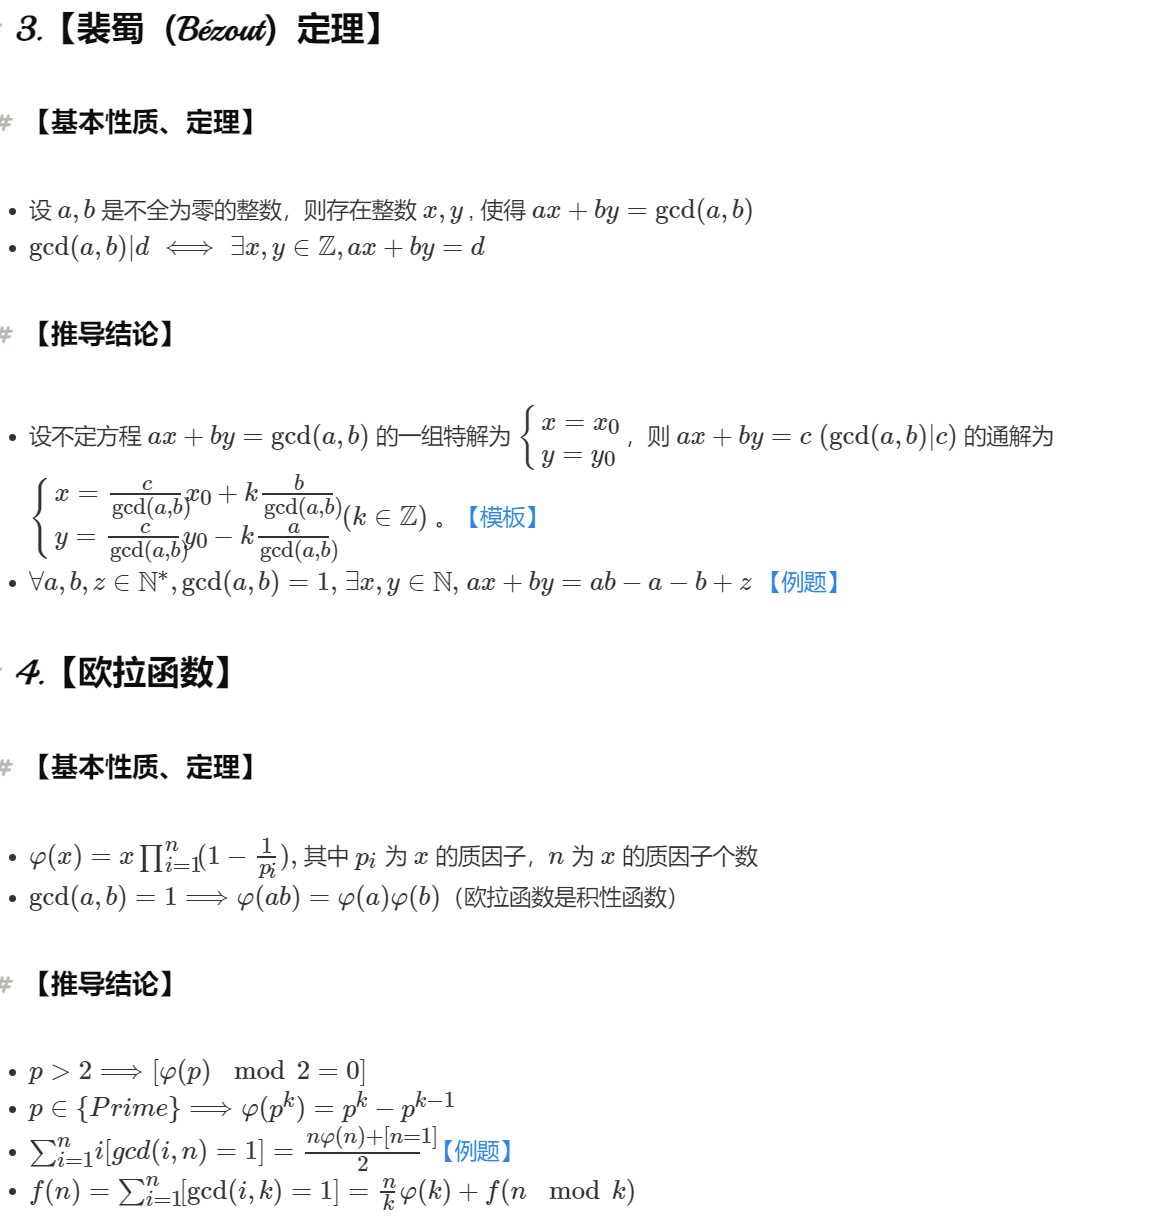 3.【裴蜀（Bézout）定理】
# 【基本性质、定理】
• 设 a, b 是不全为零的整数，则存在整数 x, y , 使得 ax + by = gcd(a, b)
• gcd(a, b)|d ⟺ ∃x, y ∈ ℤ, ax + by = d
# 【推导结论】
• 设不定方程 ax + by = gcd(a, b) 的一组特解为 { x = x₀ y = y₀ ，则 ax + by = c (gcd(a, b)|c) 的通解为
{ x = \frac{c}{gcd(a,b)}x₀ + k\frac{b}{gcd(a,b)} y = \frac{c}{gcd(a,b)}y₀ − k\frac{a}{gcd(a,b)} (k ∈ ℤ) 。【模板】
• ∀a, b, z ∈ ℕ*, gcd(a, b) = 1, ∃x, y ∈ ℕ, ax + by = ab − a − b + z 【例题】
4.【欧拉函数】
# 【基本性质、定理】
• φ(x) = x∏_{i=1}^{n}(1 − \frac{1}{p_i}), 其中 p_i 为 x 的质因子，n 为 x 的质因子个数
• gcd(a, b) = 1 ⟹ φ(ab) = φ(a)φ(b)（欧拉函数是积性函数）
# 【推导结论】
• p > 2 ⟹ [φ(p) mod 2 = 0]
• p ∈ {Prime} ⟹ φ(p^k) = p^k − p^{k−1}
• ∑_{i=1}^{n} i[gcd(i, n) = 1] = \frac{nφ(n)+[n=1]}{2}【例题】
• f(n) = ∑_{i=1}^{n}[gcd(i, k) = 1] = \frac{n}{k}φ(k) + f(n mod k)